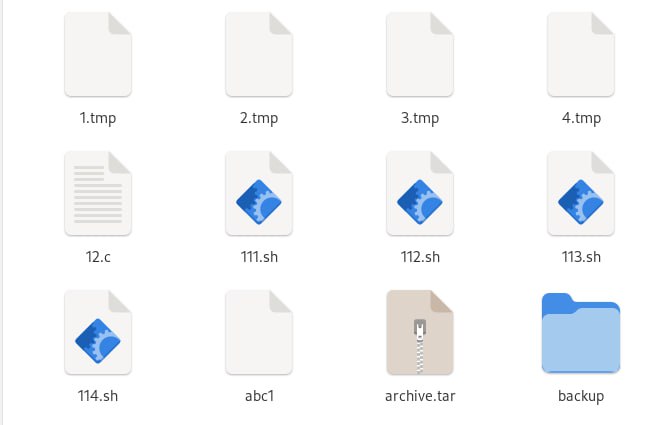 1.tmp
2.tmp
3.tmp
4.tmp
12.c
111.sh
112.sh
113.sh
114.sh
abc1
archive.tar
backup